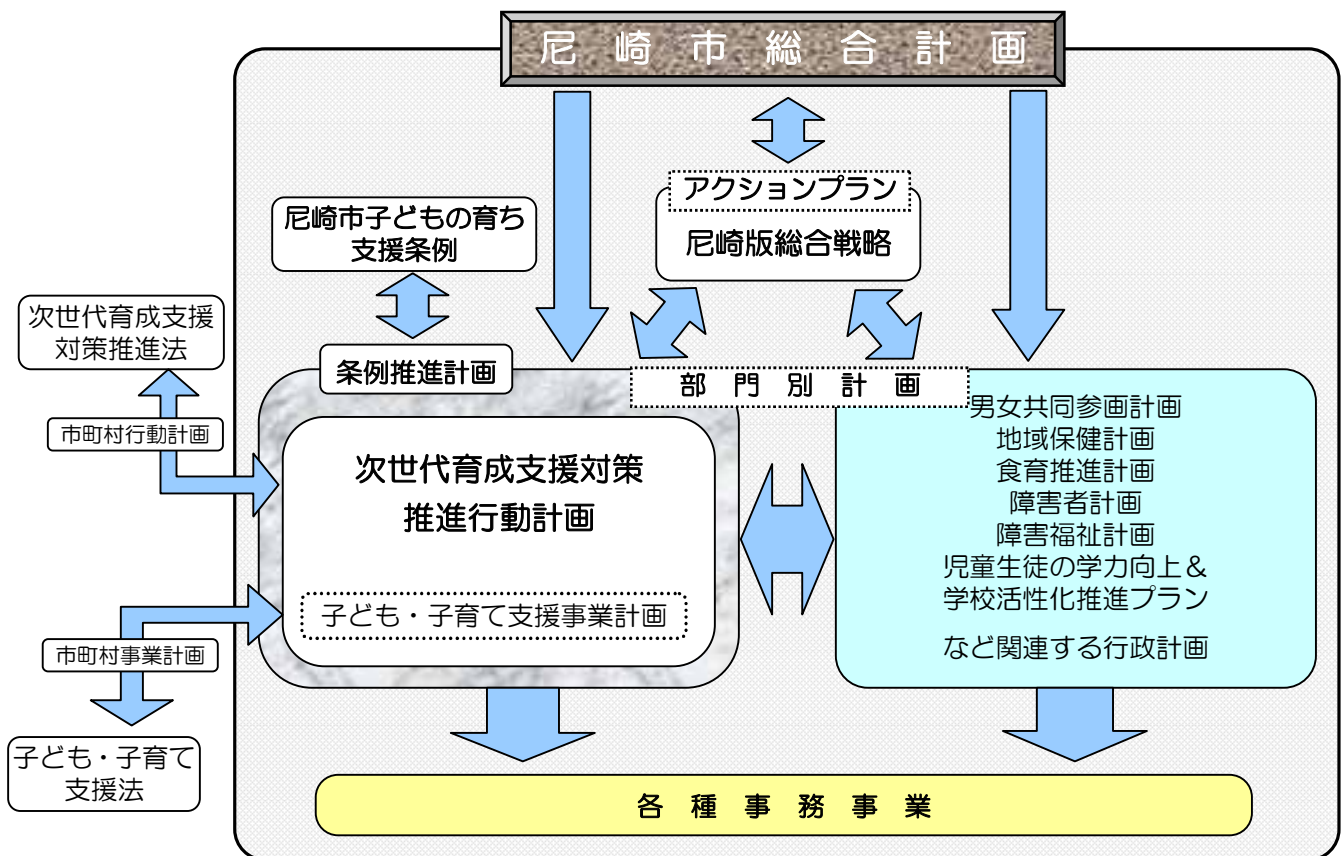 尼崎市総合計画
アクションプラン
尼崎版総合戦略
尼崎市子どもの育ち
支援条例
次世代育成支援
対策推進法
条例推進計画
部門別計画
市町村行動計画
次世代育成支援対策
推進行動計画
子ども・子育て支援事業計画
男女共同参画計画
地域保健計画
食育推進計画
障害者計画
障害福祉計画
児童生徒の学力向上&
学校活性化推進プラン
など関連する行政計画
市町村事業計画
子ども・子育て
支援法
各種事務事業